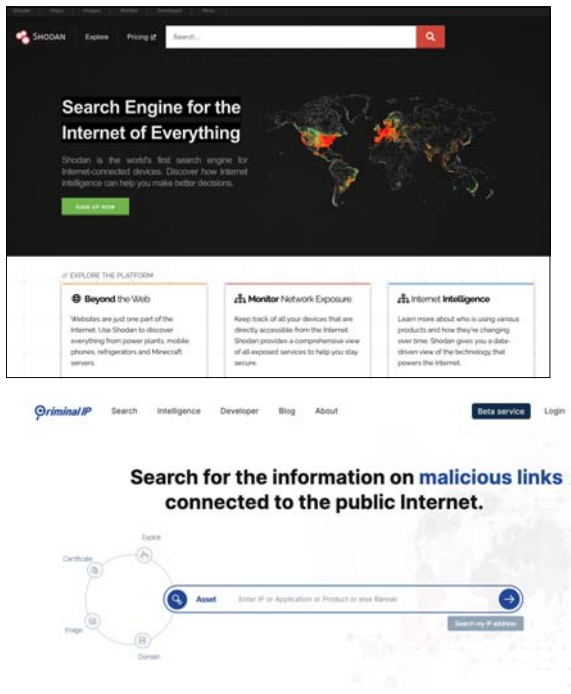 Shodan Maps Images Monitor Developer More
SHODAN Explore Pricing Search...
Search Engine for the
Internet of Everything
Shodan is the world's first search engine for
Internet-connected devices. Discover how Internet
intelligence can help you make better decisions.
SIGN UP NOW
// EXPLORE THE PLATFORM
Beyond the Web
Websites are just one part of the
Internet. Use Shodan to discover
everything from power plants, mobile
phones, refrigerators and Minecraft
servers.
Monitor Network Exposure
Keep track of all your devices that are
directly accessible from the Internet.
Shodan provides a comprehensive view
of all exposed services to help you stay
secure.
Internet Intelligence
Learn more about who is using various
products and how they're changing
over time. Shodan gives you a data-
driven view of the technology that
powers the Internet.
Criminal IP Search Intelligence Developer Blog About Beta service Login
Search for the information on malicious links
connected to the public Internet.
Exploit
Certificate
Asset Enter IP or Application or Product or else Banner
Search my IP address
Image
Domain